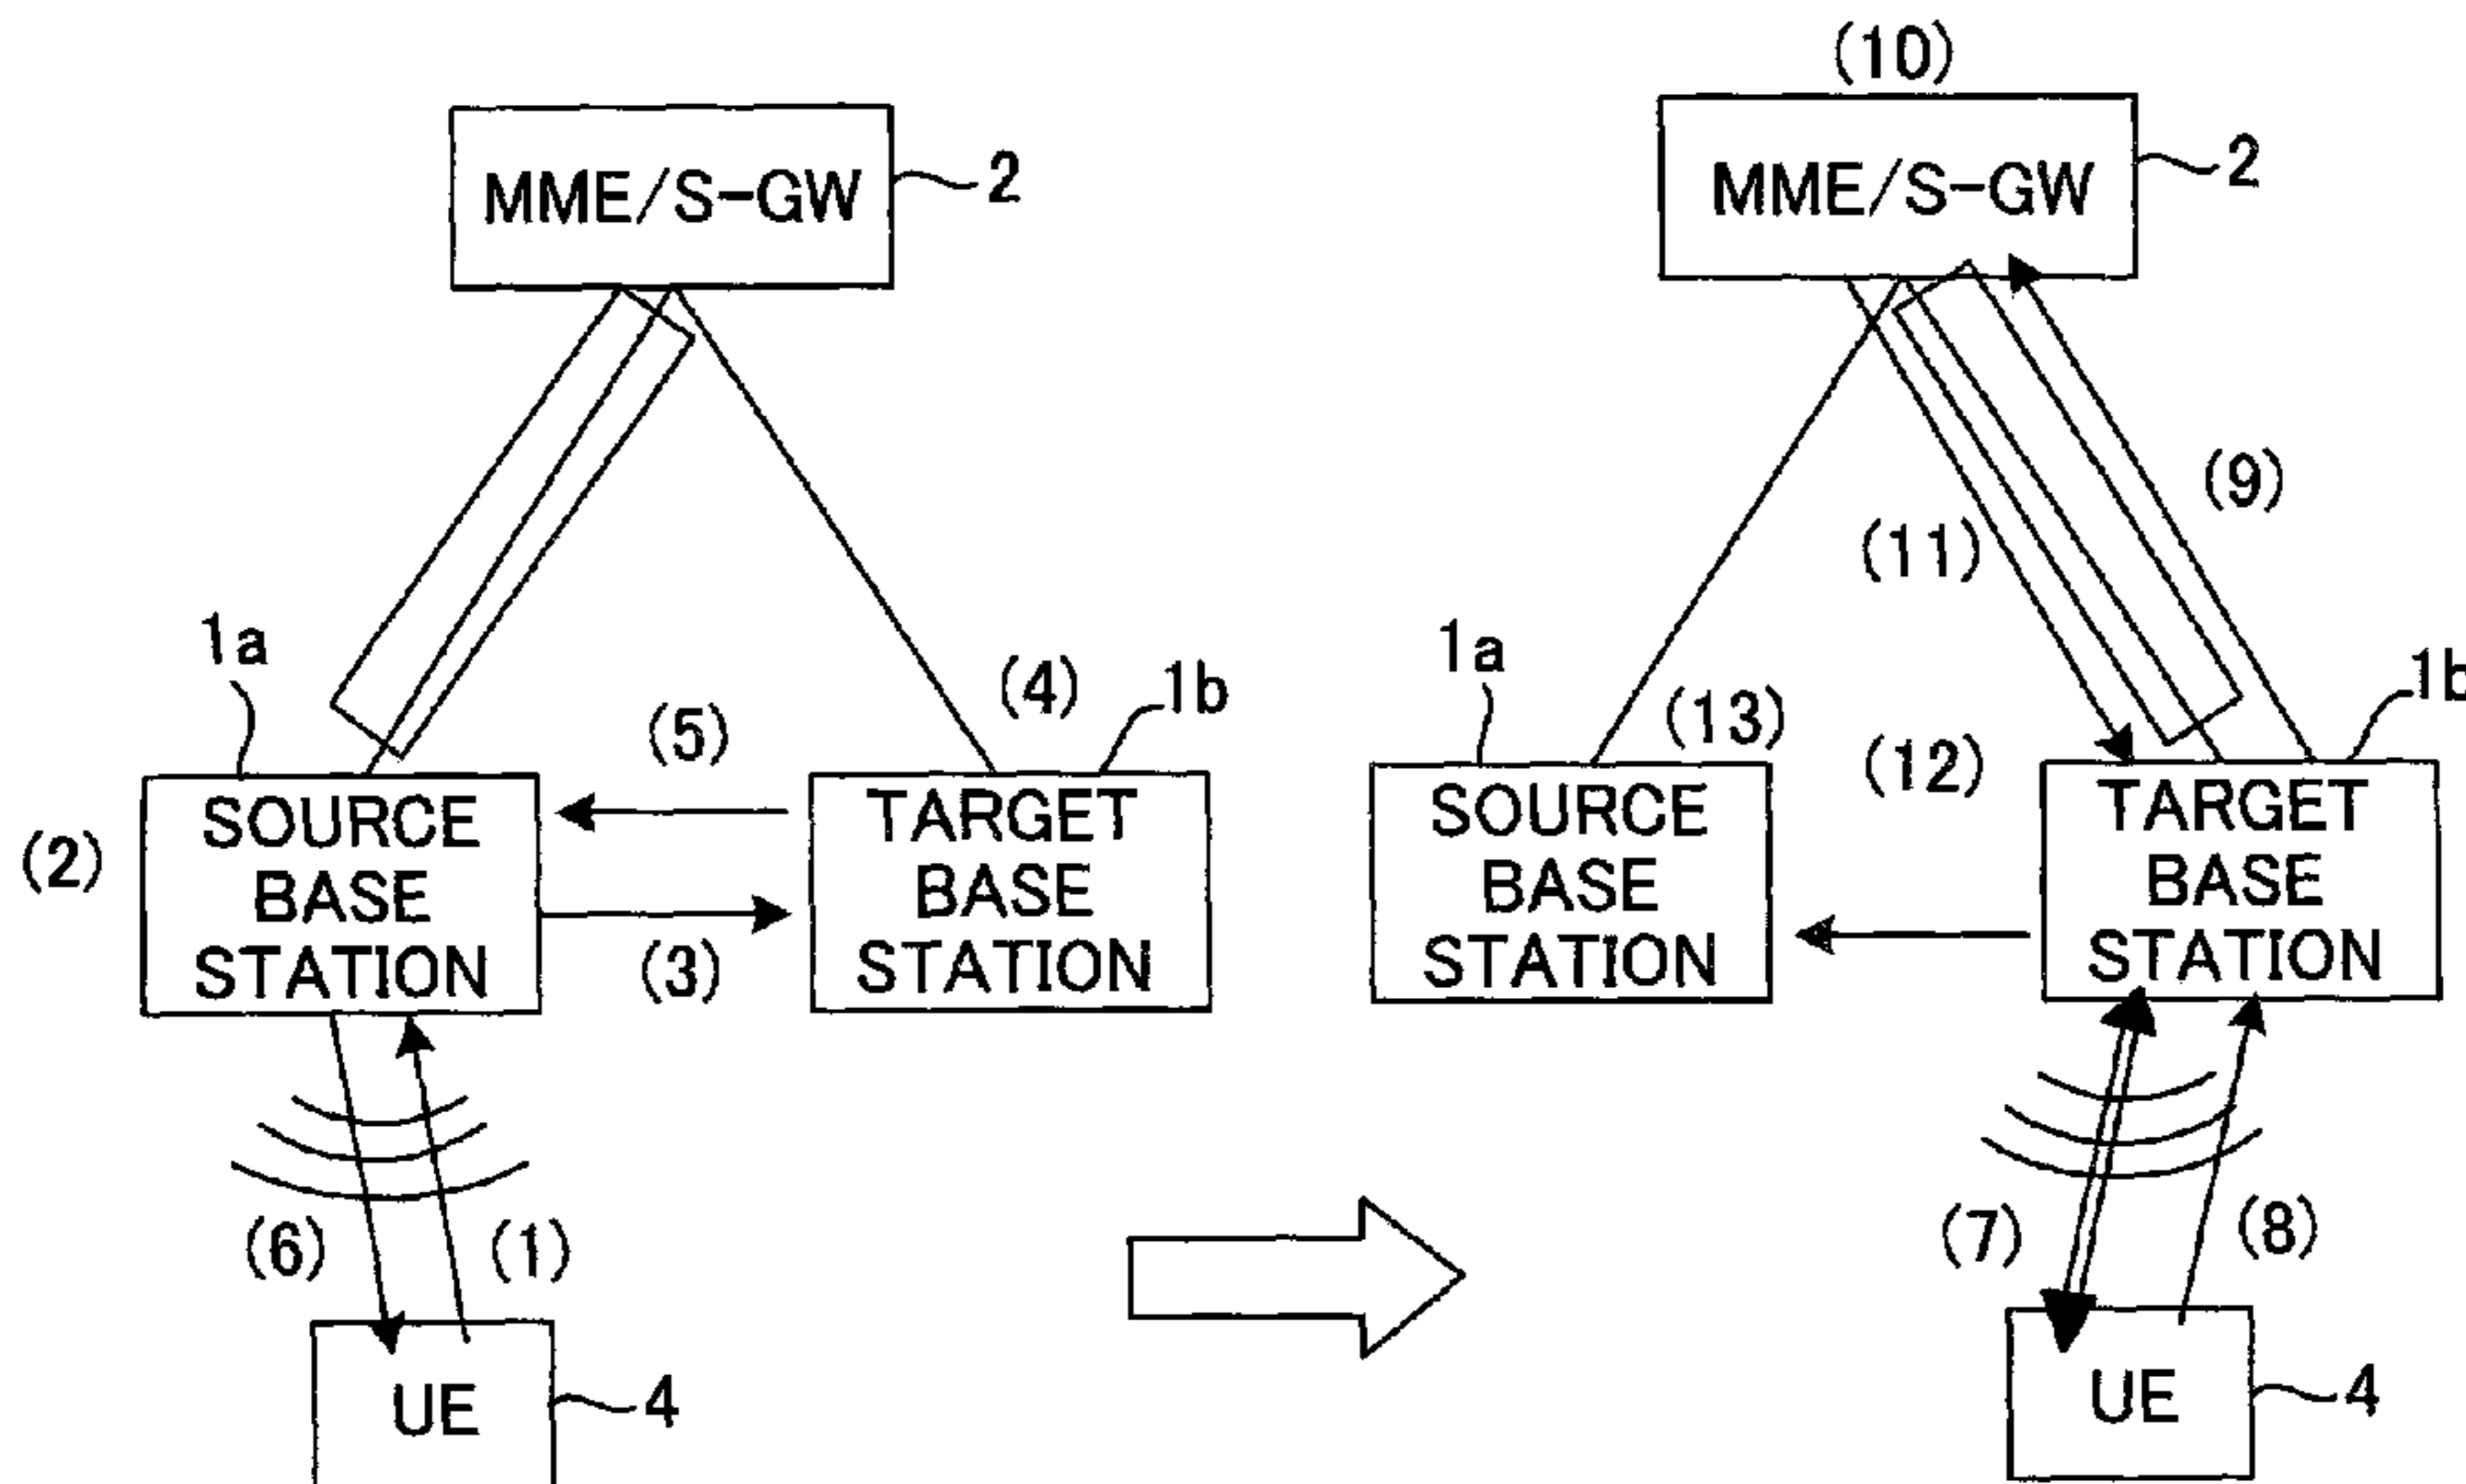 MME/S-GW
2
1a
(4)
1b
(5)
(2)
SOURCE
BASE
STATION
TARGET
BASE
STATION
(3)
(6)
(1)
UE
4
(10)
MME/S-GW
2
(9)
(11)
1a
(13)
(12)
1b
SOURCE
BASE
STATION
TARGET
BASE
STATION
(7)
(8)
UE
4